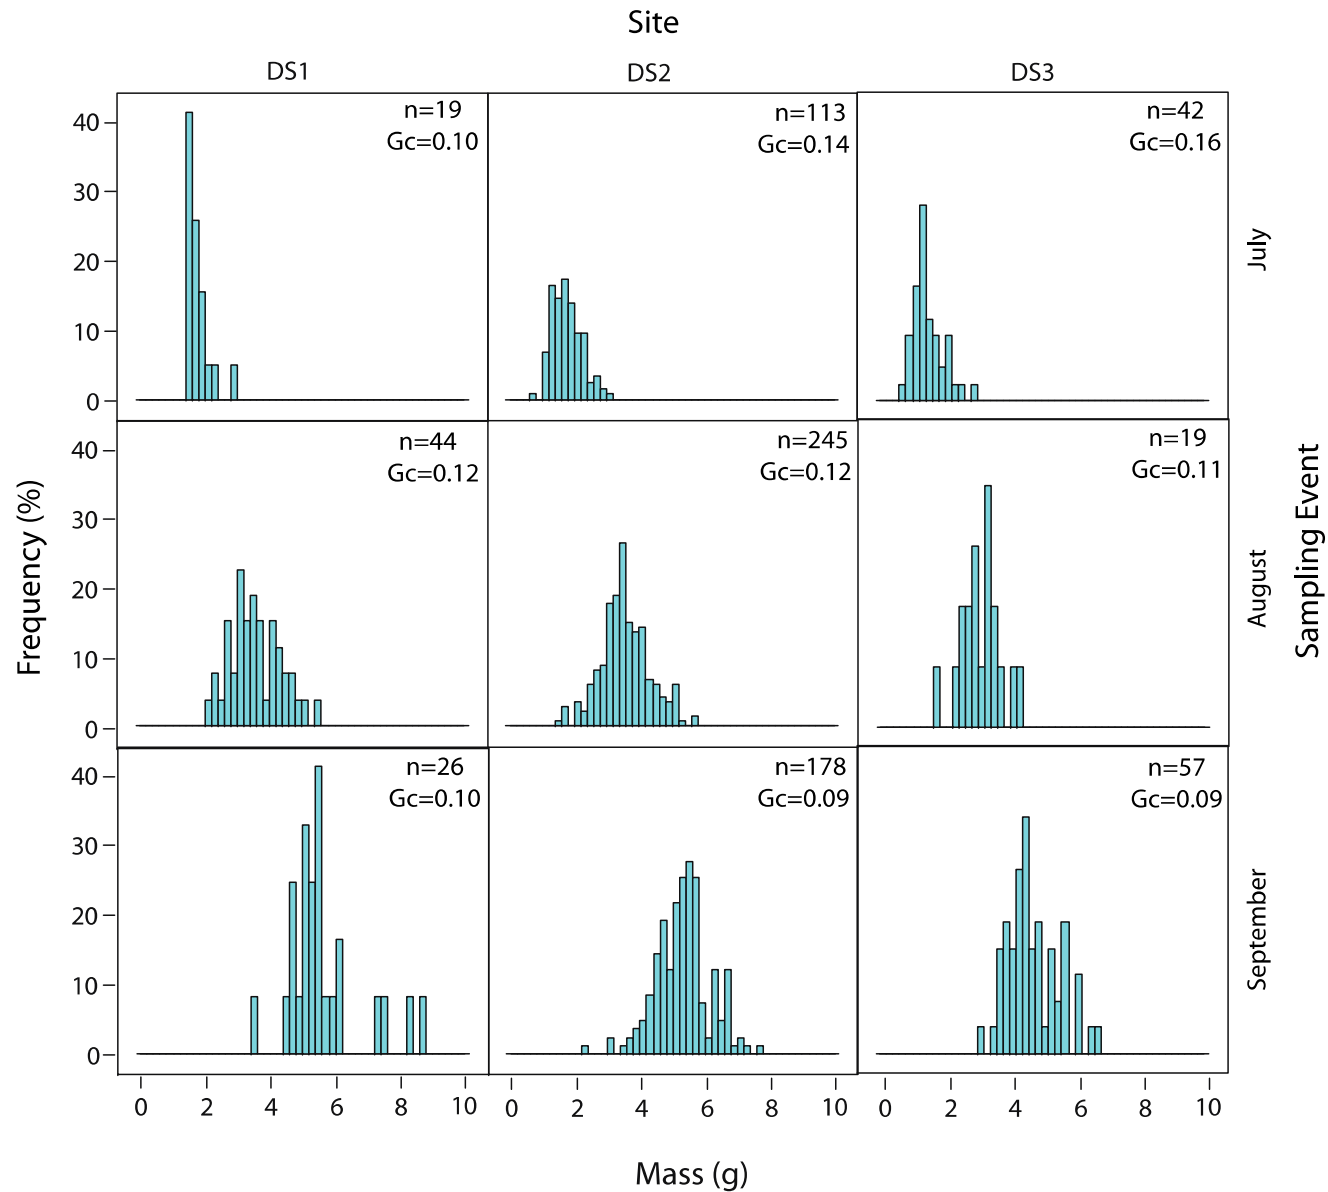 Site
DS1 DS2 DS3
n=19
Gc=0.10
n=113
Gc=0.14
n=42
Gc=0.16
40
30
20
10
0
July
n=44
Gc=0.12
n=245
Gc=0.12
n=19
Gc=0.11
40
30
20
10
0
August
Frequency (%)
Sampling Event
n=26
Gc=0.10
n=178
Gc=0.09
n=57
Gc=0.09
40
30
20
10
0
September
0 2 4 6 8 10 0 2 4 6 8 10 0 2 4 6 8 10
Mass (g)